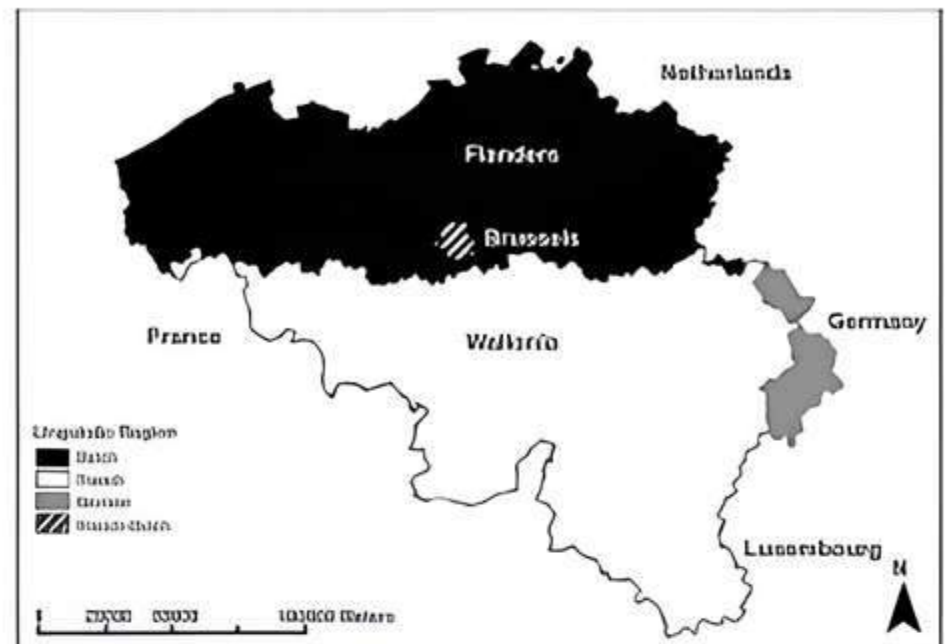 Netherlands
Flanders
Brussels
Germany
France
Wallonia
Linguistic Region
Dutch
French
German
Luxembourg
N
Meters